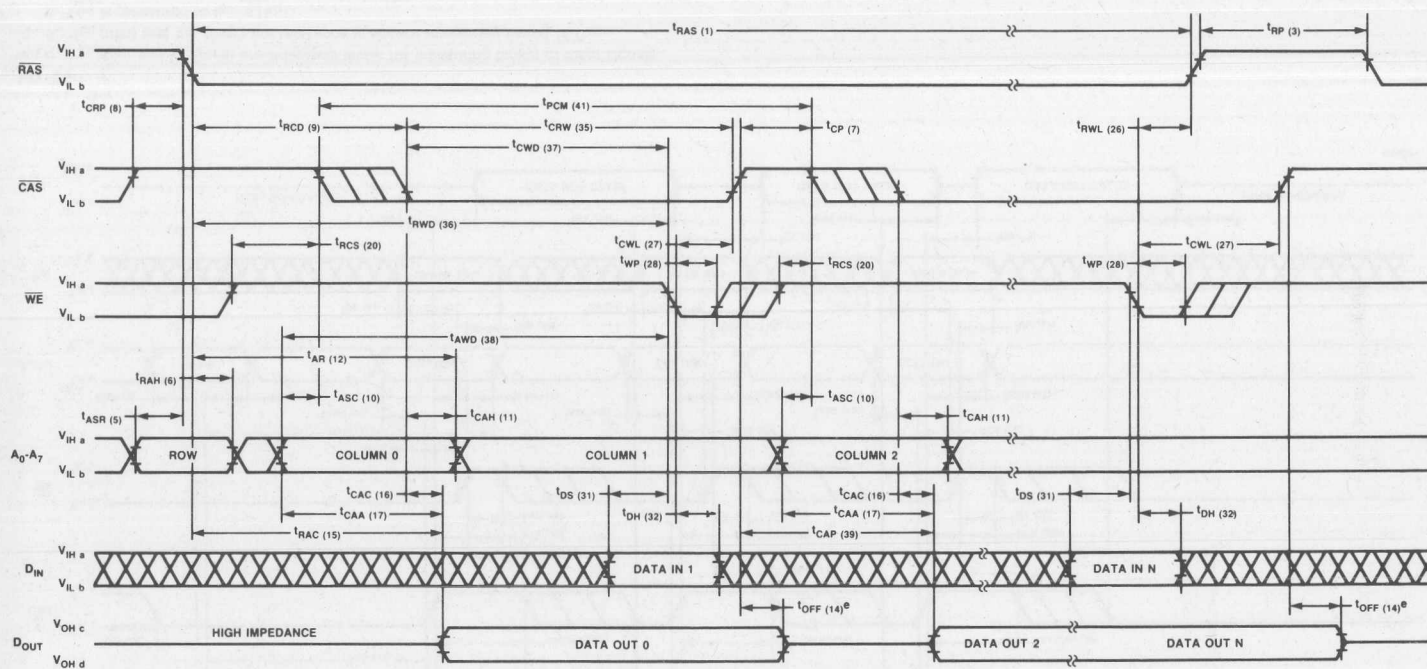 tRAS (1)
tRP (3)
RAS
VIH a
VIL b
tCRP (8)
tPCM (41)
tRCD (9)
tCRW (35)
tCP (7)
tRWL (26)
tCWD (37)
CAS
VIH a
VIL b
tRWD (36)
tRCS (20)
tCWL (27)
tCWL (27)
tWP (28)
tRCS (20)
tWP (28)
WE
VIH a
VIL b
tAWD (38)
tAR (12)
tRAH (6)
tASC (10)
tASC (10)
tASR (5)
tCAH (11)
tCAH (11)
A0-A7
VIH a
VIL b
ROW
COLUMN 0
COLUMN 1
COLUMN 2
tCAC (16)
tDS (31)
tCAC (16)
tDS (31)
tCAA (17)
tDH (32)
tCAA (17)
tDH (32)
tRAC (15)
tCAP (39)
DIN
VIH a
VIL b
DATA IN 1
DATA IN N
tOFF (14)e
tOFF (14)e
DOUT
VOH c
VOH d
HIGH IMPEDANCE
DATA OUT 0
DATA OUT 2
DATA OUT N